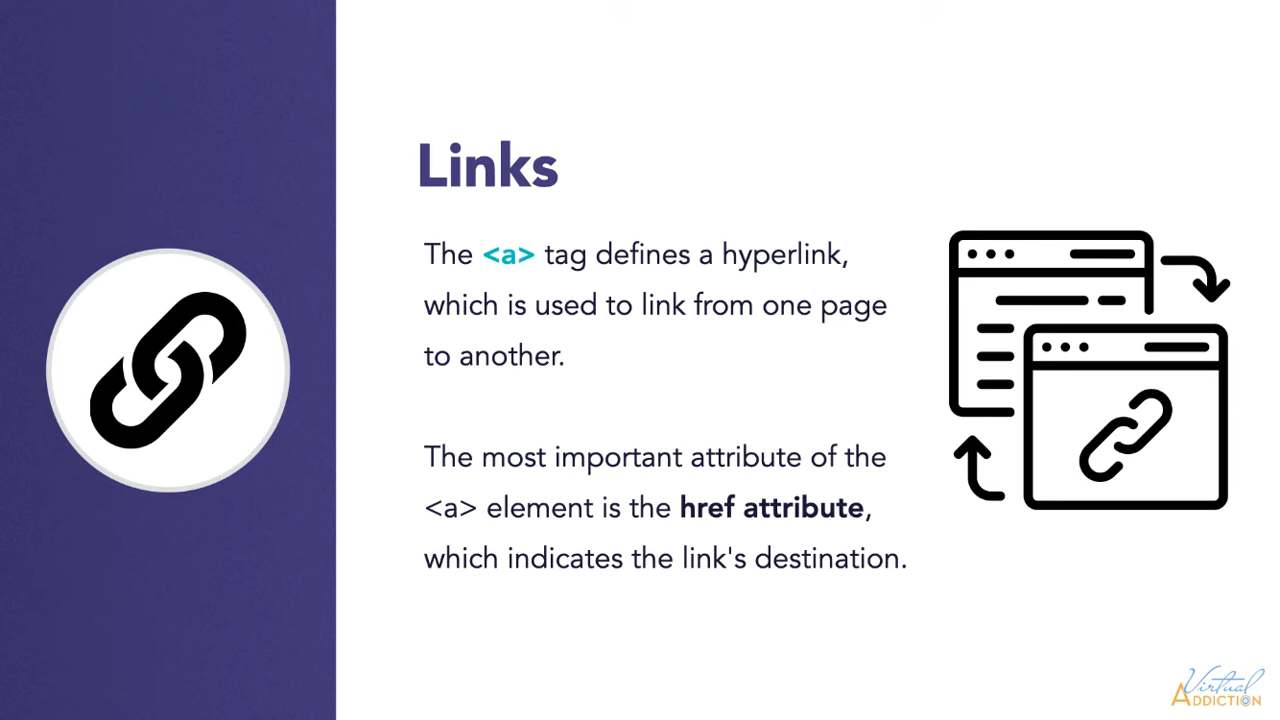 Links
The <a> tag defines a hyperlink,
which is used to link from one page
to another.
The most important attribute of the
<a> element is the href attribute,
which indicates the link's destination.
Virtual
ADDICTION